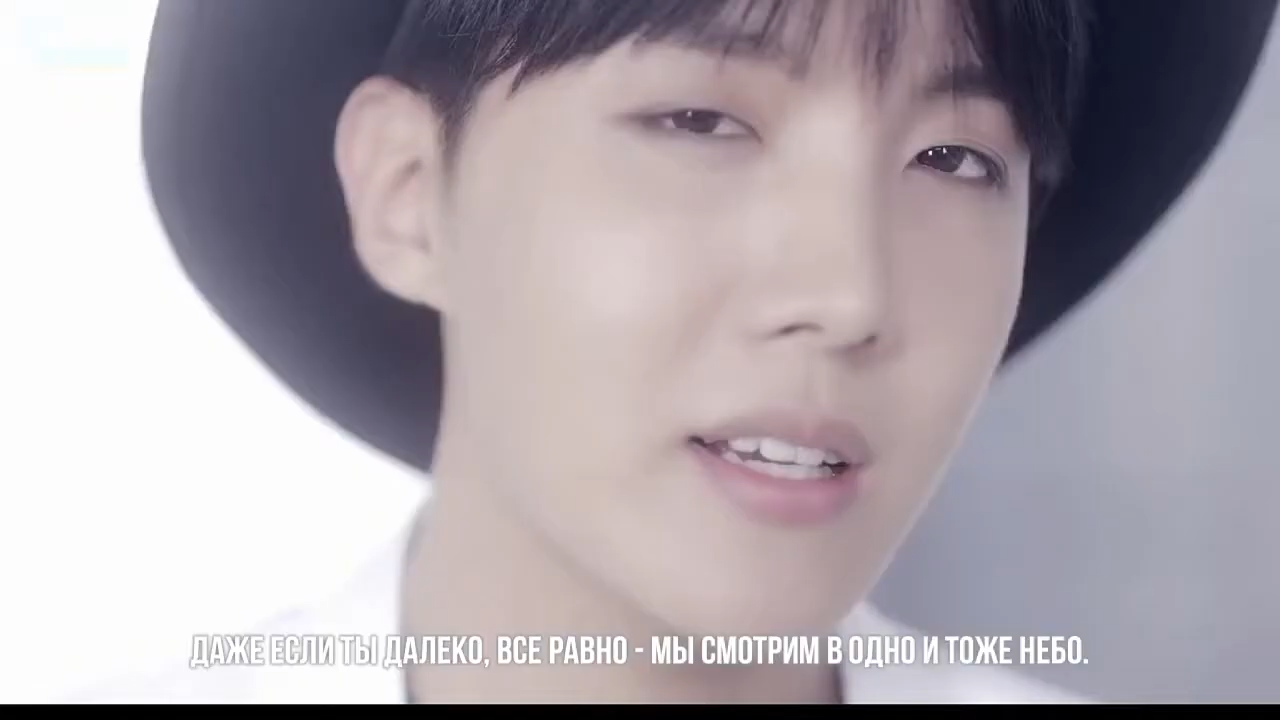 ДАЖЕ ЕСЛИ ТЫ ДАЛЕКО, ВСЕ РАВНО - МЫ СМОТРИМ В ОДНО И ТОЖЕ НЕБО.